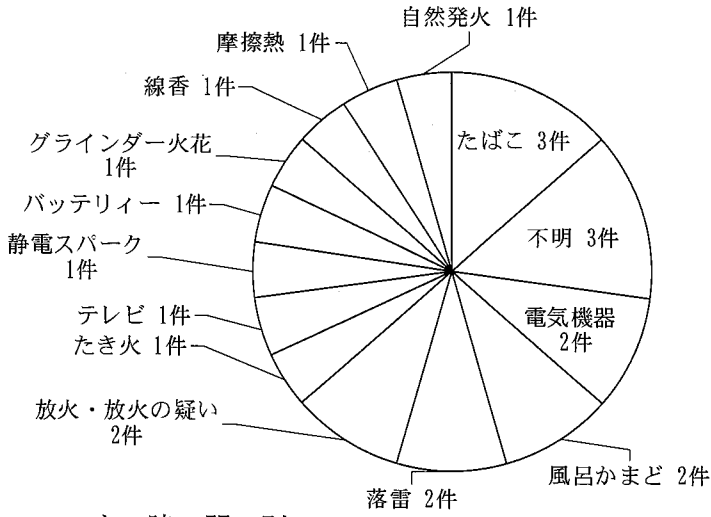 自然発火 1件
摩擦熱 1件
線香 1件
グラインダー火花
1件
バッテリィー 1件
静電スパーク
1件
テレビ 1件
たき火 1件
放火・放火の疑い
2件
落雷 2件
風呂かまど 2件
電気機器
2件
不明 3件
たばこ 3件